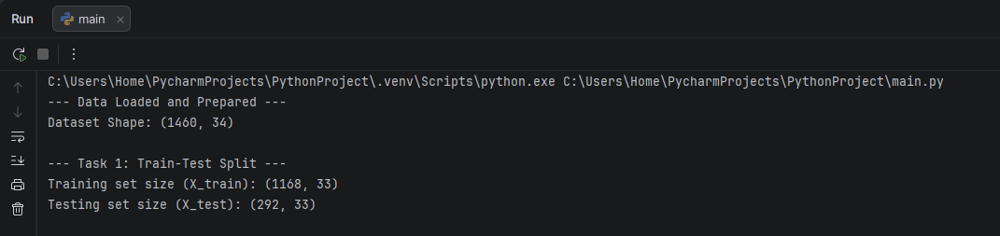 Run
main
C:\Users\Home\PycharmProjects\PythonProject\.venv\Scripts\python.exe C:\Users\Home\PycharmProjects\PythonProject\main.py
--- Data Loaded and Prepared ---
Dataset Shape: (1460, 34)
--- Task 1: Train-Test Split ---
Training set size (X_train): (1168, 33)
Testing set size (X_test): (292, 33)